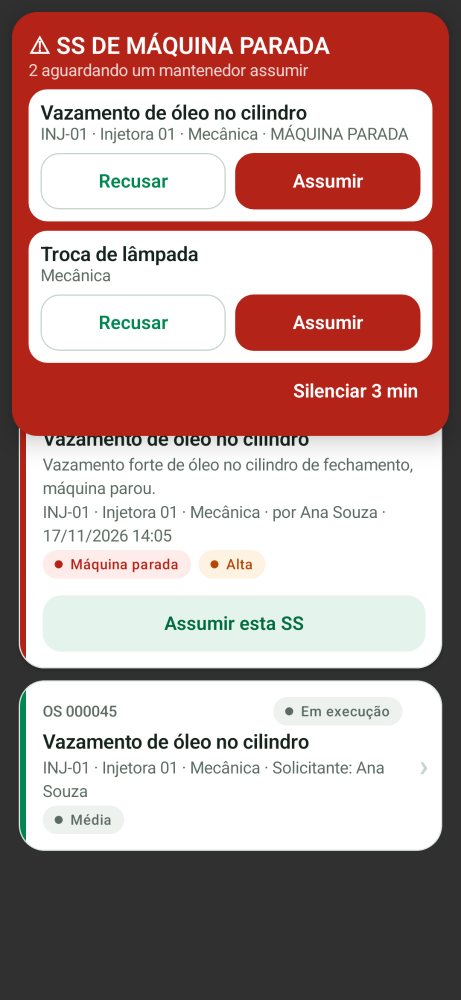 ⚠ SS DE MÁQUINA PARADA
2 aguardando um mantenedor assumir
Vazamento de óleo no cilindro
INJ-01 · Injetora 01 · Mecânica · MÁQUINA PARADA
Recusar
Assumir
Troca de lâmpada
Mecânica
Recusar
Assumir
Silenciar 3 min
Vazamento de óleo no cilindro
Vazamento forte de óleo no cilindro de fechamento,
máquina parou.
INJ-01 · Injetora 01 · Mecânica · por Ana Souza ·
17/11/2026 14:05
Máquina parada
Alta
Assumir esta SS
OS 000045
Em execução
Vazamento de óleo no cilindro
INJ-01 · Injetora 01 · Mecânica · Solicitante: Ana
Souza
Média